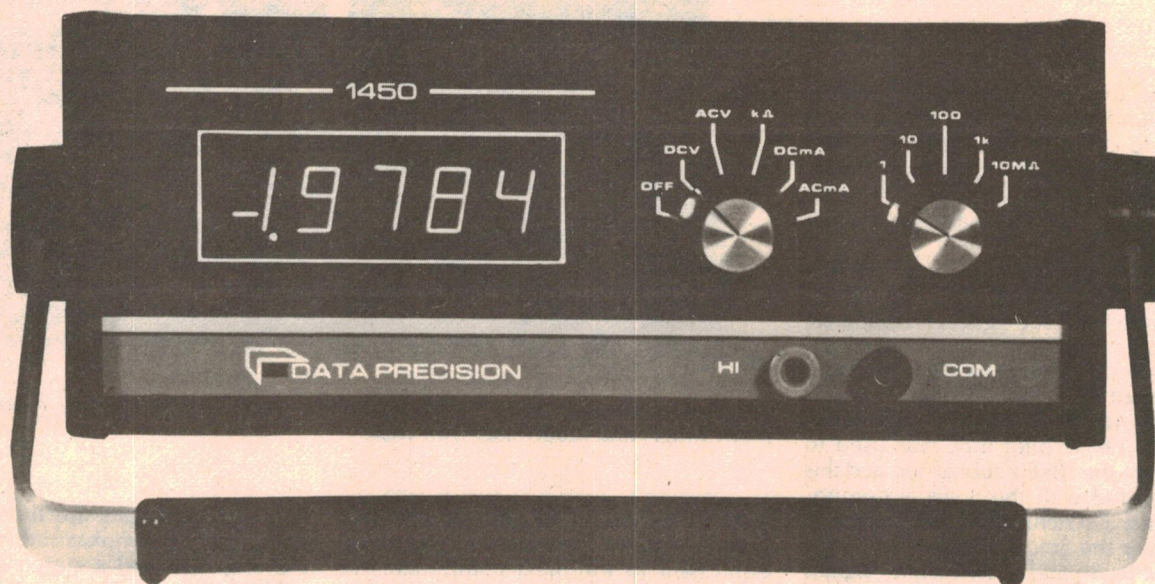 1450
-1.9784
OFF DCV ACV kΩ DCmA ACmA
1 10 100 1k 10MΩ
DATA PRECISION
HI COM